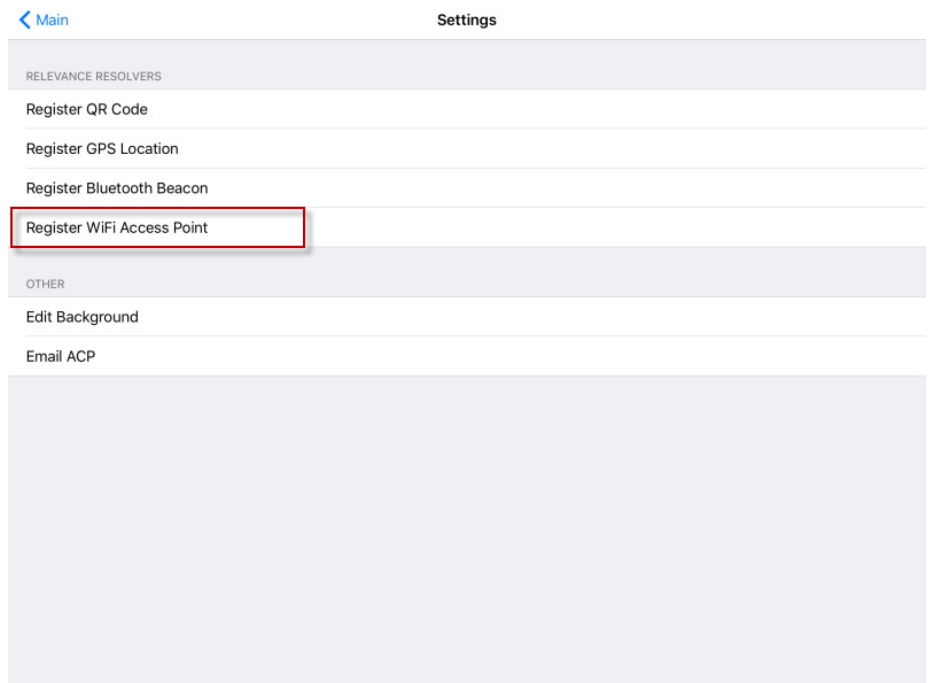 Main
Settings
RELEVANCE RESOLVERS
Register QR Code
Register GPS Location
Register Bluetooth Beacon
Register WiFi Access Point
OTHER
Edit Background
Email ACP